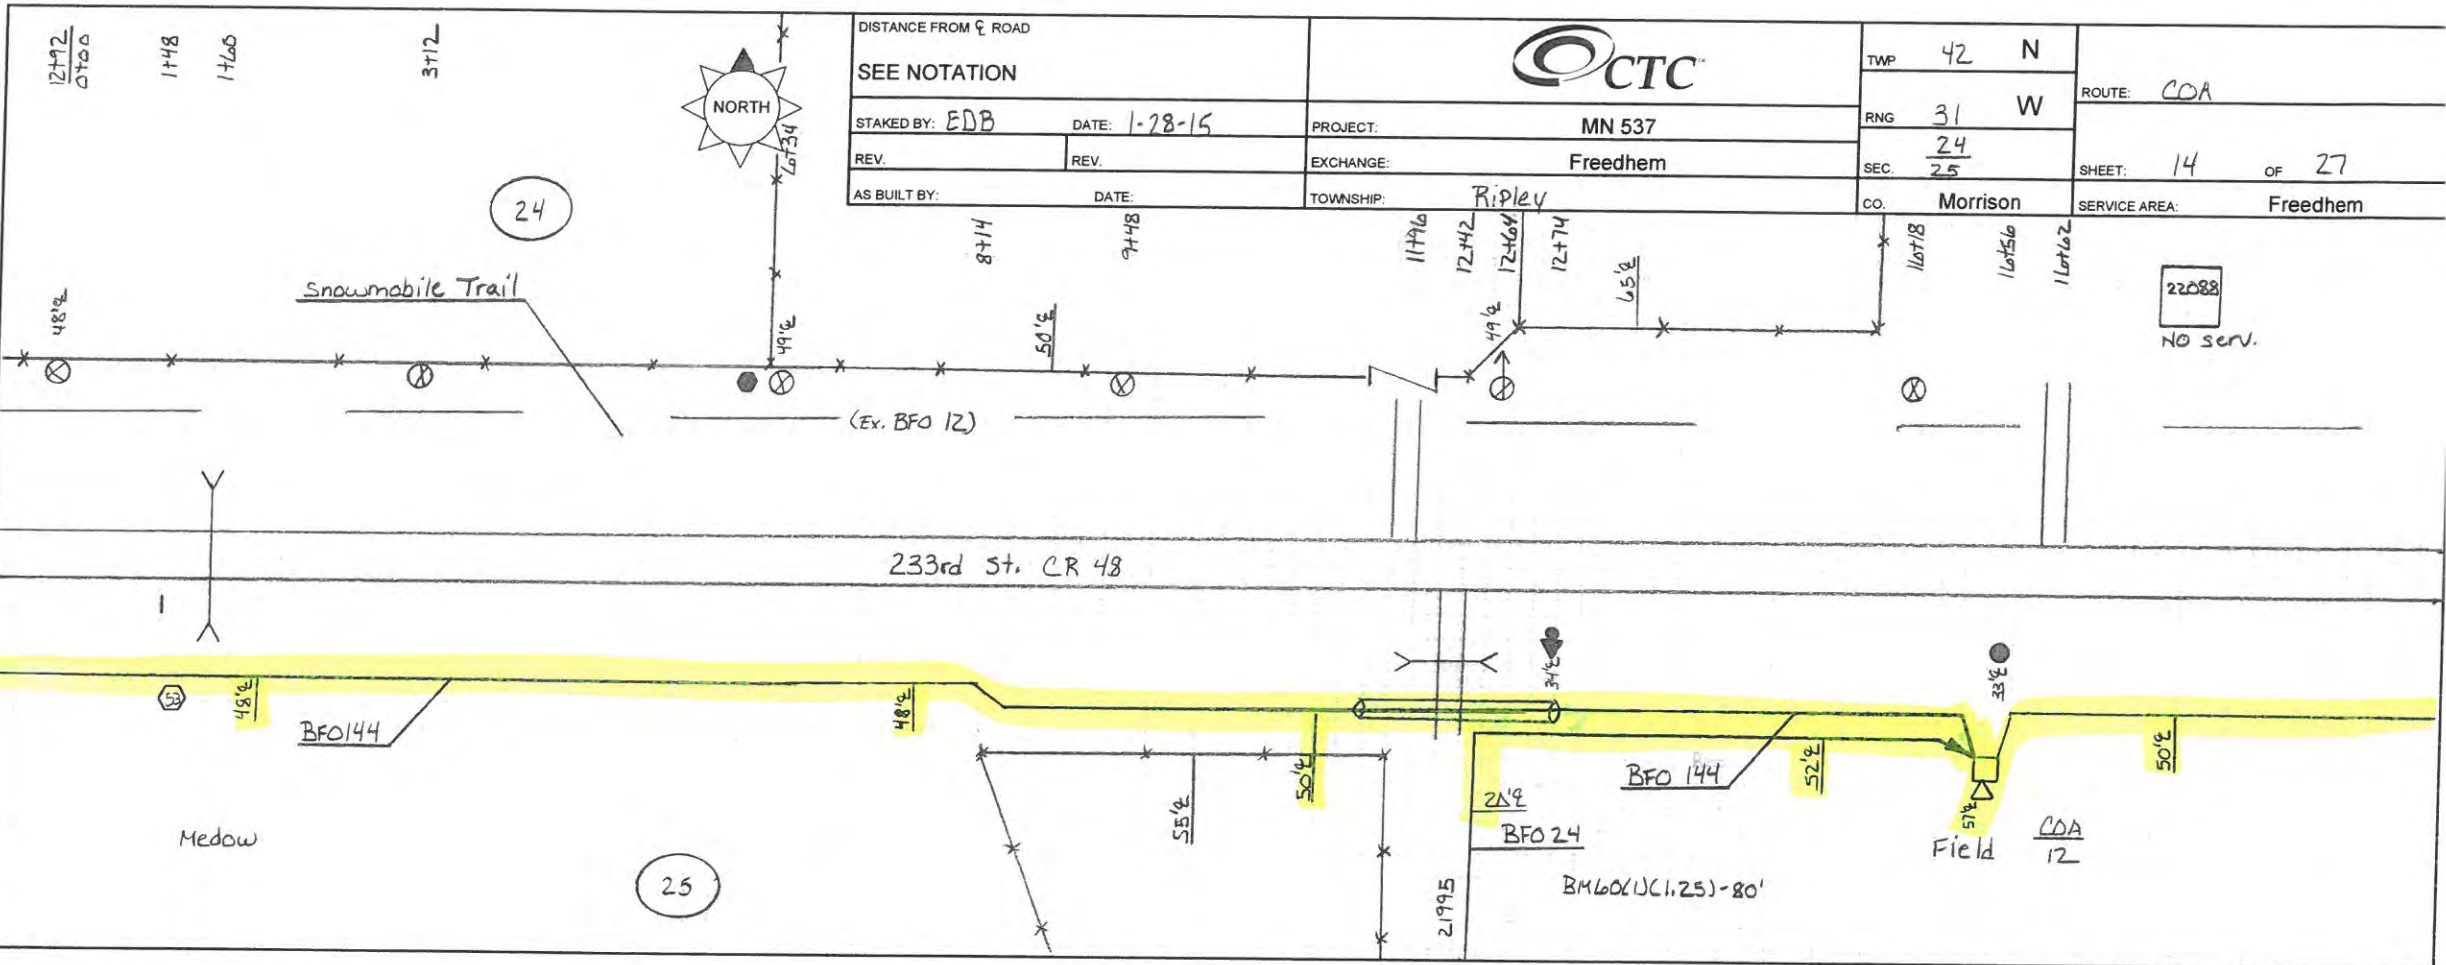 12+92
0+00
1+48
1+60
3+12
NORTH
6+34
DISTANCE FROM ℄ ROAD
SEE NOTATION
STAKED BY: EDB DATE: 1-28-15
REV. REV.
AS BUILT BY: DATE:
CTC
PROJECT: MN 537
EXCHANGE: Freedhem
TOWNSHIP: Ripley
TWP 42 N
RNG 31 W
SEC. 24
25
CO. Morrison
ROUTE: COA
SHEET: 14 OF 27
SERVICE AREA: Freedhem
24
8+14
9+48
11+96
12+42
12+64
12+74
16+18
16+56
16+62
Snowmobile Trail
48'℄
49'℄
50'℄
49'℄
65'℄
22088
NO serv.
(Ex. BFO 12)
233rd St. CR 48
53
48'℄
BFO144
48'℄
50'℄
55'℄
34'℄
33'℄
BFO 144
52'℄
50'℄
57'℄
BFO 24
Medow
25
21995
BM60(1)(1.25)-80'
Field
COA
12